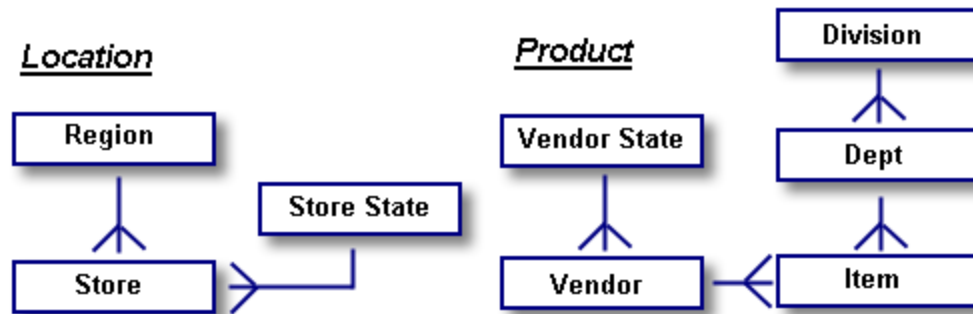 Location
Region
Store State
Store
Product
Division
Vendor State
Dept
Vendor
Item